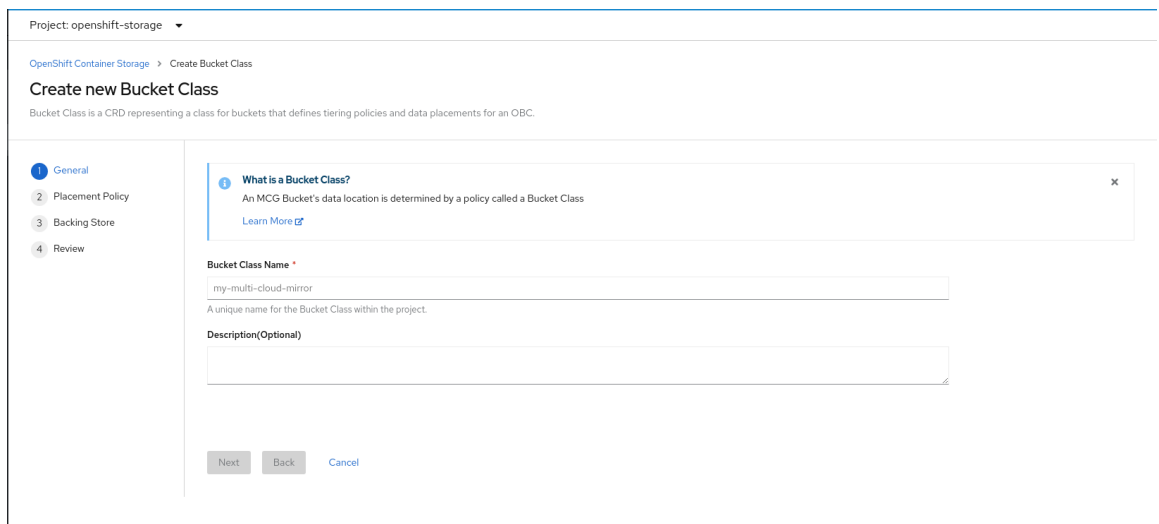 Project: openshift-storage
OpenShift Container Storage > Create Bucket Class
Create new Bucket Class
Bucket Class is a CRD representing a class for buckets that defines tiering policies and data placements for an OBC.
1 General
2 Placement Policy
3 Backing Store
4 Review
What is a Bucket Class?
An MCG Bucket's data location is determined by a policy called a Bucket Class
Learn More
Bucket Class Name *
my-multi-cloud-mirror
A unique name for the Bucket Class within the project.
Description(Optional)
Next Back Cancel